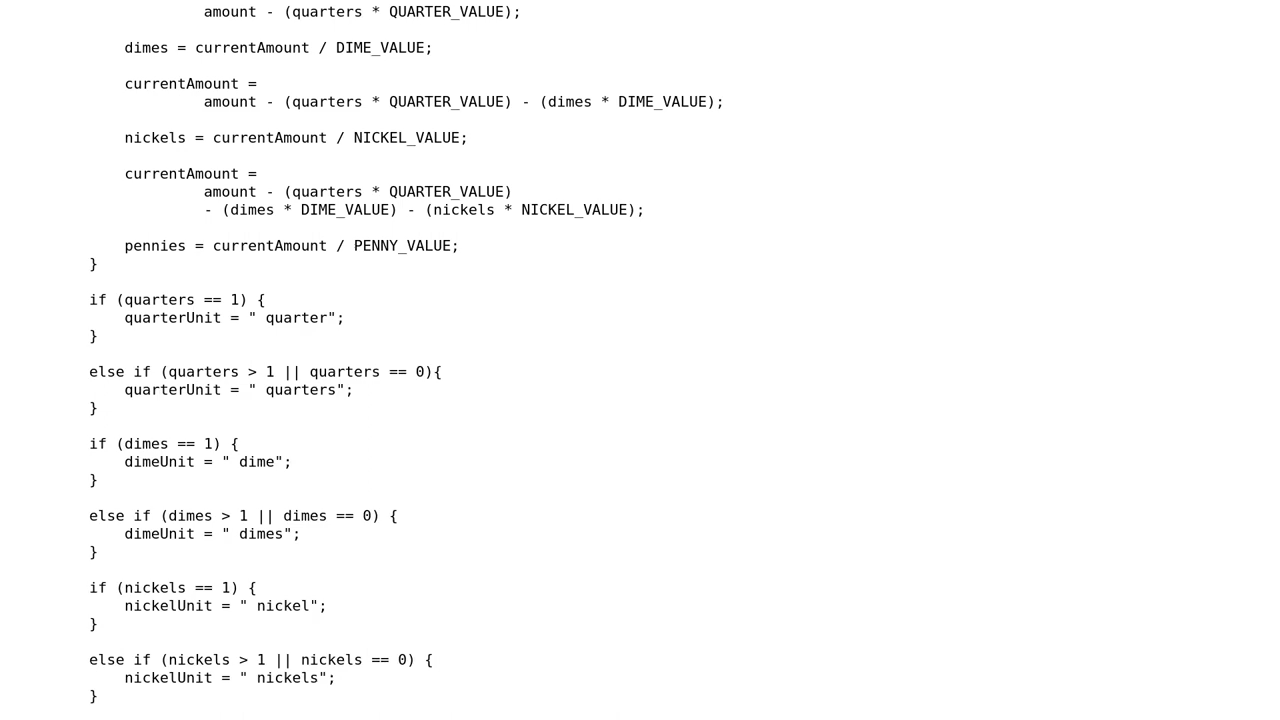 amount - (quarters * QUARTER_VALUE);
dimes = currentAmount / DIME_VALUE;
currentAmount =
amount - (quarters * QUARTER_VALUE) - (dimes * DIME_VALUE);
nickels = currentAmount / NICKEL_VALUE;
currentAmount =
amount - (quarters * QUARTER_VALUE)
- (dimes * DIME_VALUE) - (nickels * NICKEL_VALUE);
pennies = currentAmount / PENNY_VALUE;
}
if (quarters == 1) {
quarterUnit = " quarter";
}
else if (quarters > 1 || quarters == 0){
quarterUnit = " quarters";
}
if (dimes == 1) {
dimeUnit = " dime";
}
else if (dimes > 1 || dimes == 0) {
dimeUnit = " dimes";
}
if (nickels == 1) {
nickelUnit = " nickel";
}
else if (nickels > 1 || nickels == 0) {
nickelUnit = " nickels";
}